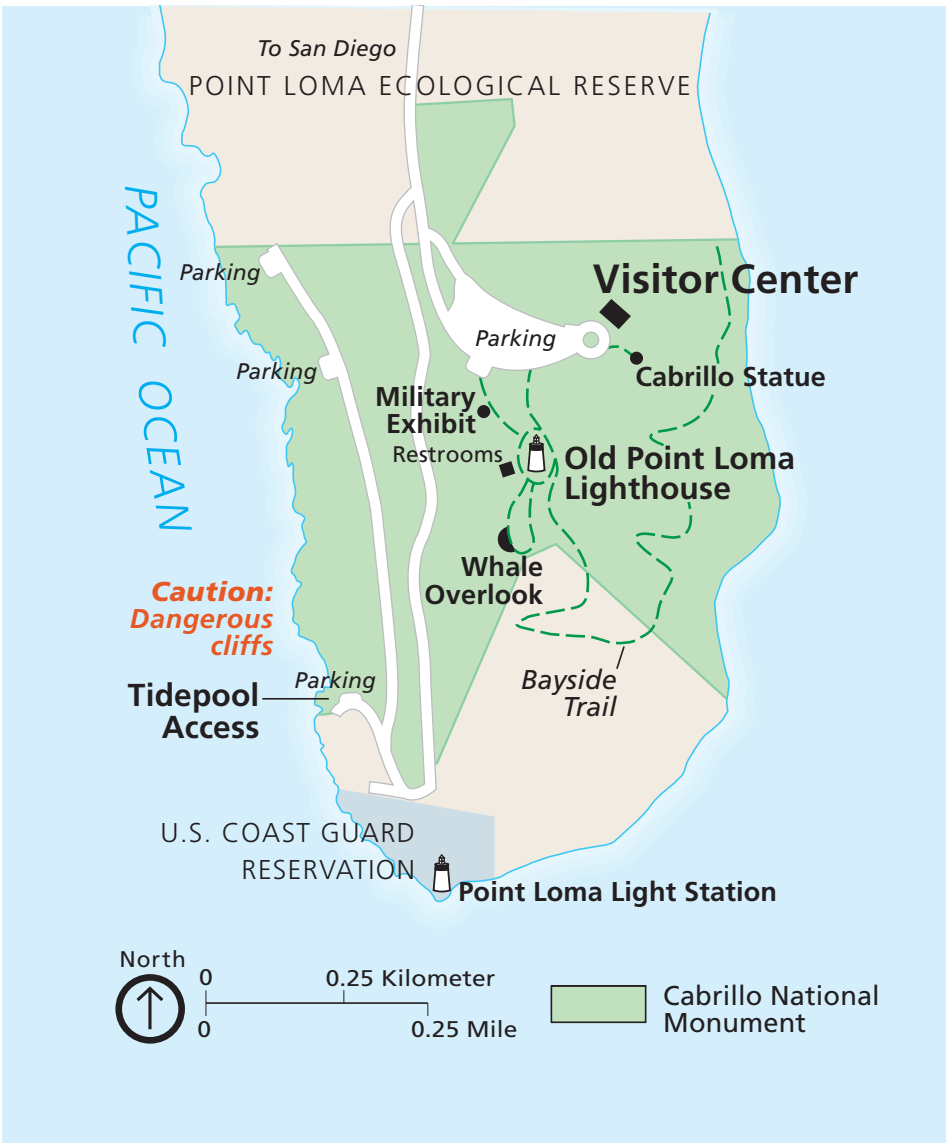 To San Diego
POINT LOMA ECOLOGICAL RESERVE
PACIFIC OCEAN
Parking
Visitor Center
Parking
Parking
Cabrillo Statue
Military
Exhibit
Restrooms
Old Point Loma
Lighthouse
Whale
Overlook
Caution:
Dangerous
cliffs
Parking
Tidepool
Access
Bayside
Trail
U.S. COAST GUARD
RESERVATION
Point Loma Light Station
North
0
0.25 Kilometer
0
0.25 Mile
Cabrillo National
Monument